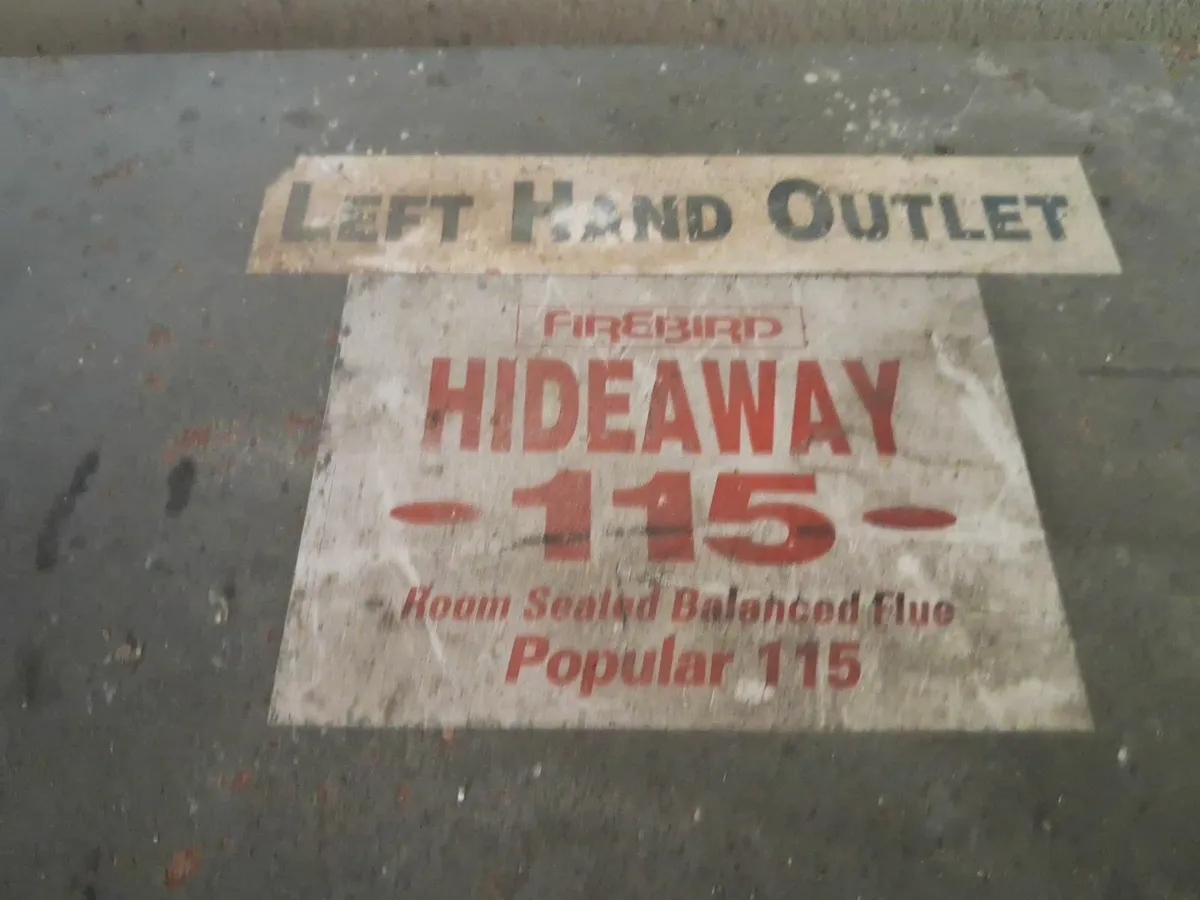 LEFT HAND OUTLET
FIREBIRD
HIDEAWAY
115
Room Sealed Balanced Flue
Popular 115